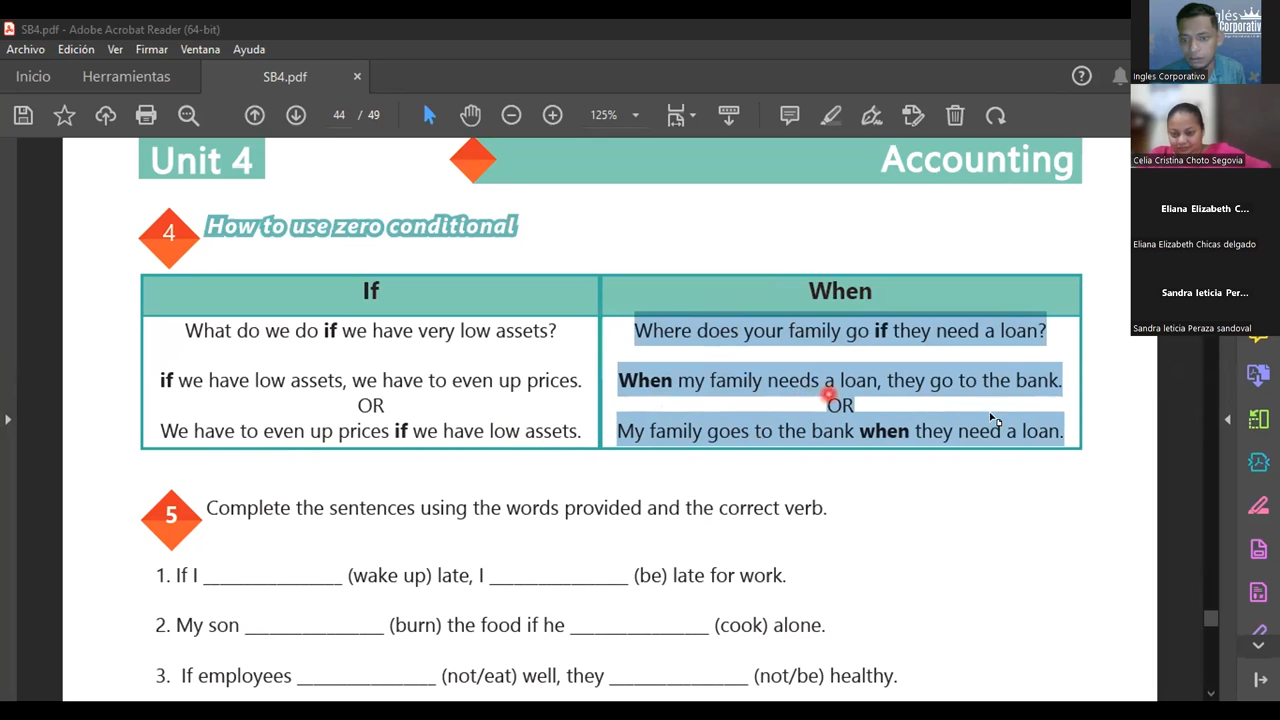 SB4.pdf - Adobe Acrobat Reader (64-bit)
Archivo Edición Ver Firmar Ventana Ayuda
Inicio Herramientas SB4.pdf ×
44 / 49 125%
Unit 4 Accounting
4 How to use zero conditional
If When
What do we do if we have very low assets? Where does your family go if they need a loan?
if we have low assets, we have to even up prices. When my family needs a loan, they go to the bank.
OR OR
We have to even up prices if we have low assets. My family goes to the bank when they need a loan.
5 Complete the sentences using the words provided and the correct verb.
1. If I _____________ (wake up) late, I _____________ (be) late for work.
2. My son _____________ (burn) the food if he _____________ (cook) alone.
3. If employees _____________ (not/eat) well, they _____________ (not/be) healthy.
Ingles Corporativo
Celia Cristina Choto Segovia
Eliana Elizabeth C...
Eliana Elizabeth Chicas delgado
Sandra leticia Per...
Sandra leticia Peraza sandoval